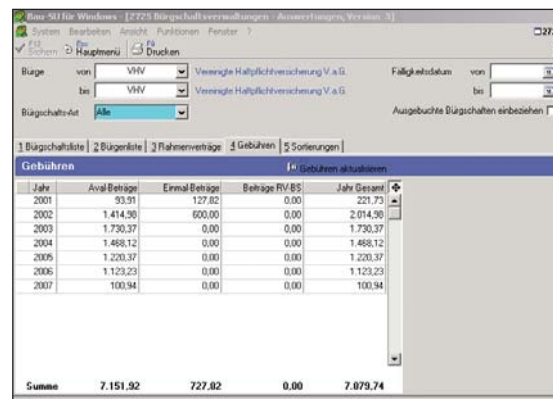 Bau-SU für Windows - [2725 Bürgschaftsverwaltungen - Auswertungen, Version 3]
System Bearbeiten Ansicht Funktionen Fenster ?
F12 Sichern Esc Hauptmenü F9 Drucken
Bürge von VHV Vereinigte Haftpflichtversicherung V.a.G. Fälligkeitsdatum von
bis VHV Vereinigte Haftpflichtversicherung V.a.G. bis
Bürgschafts-Art Alle Ausgebuchte Bürgschaften einbeziehen
1 Bürgschaftsliste 2 Bürgenliste 3 Rahmenverträge 4 Gebühren 5 Sortierungen
Gebühren Gebühren aktualisieren
Jahr Aval-Beträge Einmal-Beträge Beiträge RV-BS Jahr Gesamt
2001 93,91 127,82 0,00 221,73
2002 1.414,98 600,00 0,00 2.014,98
2003 1.730,37 0,00 0,00 1.730,37
2004 1.468,12 0,00 0,00 1.468,12
2005 1.220,37 0,00 0,00 1.220,37
2006 1.123,23 0,00 0,00 1.123,23
2007 100,94 0,00 0,00 100,94
Summe 7.151,92 727,82 0,00 7.879,74